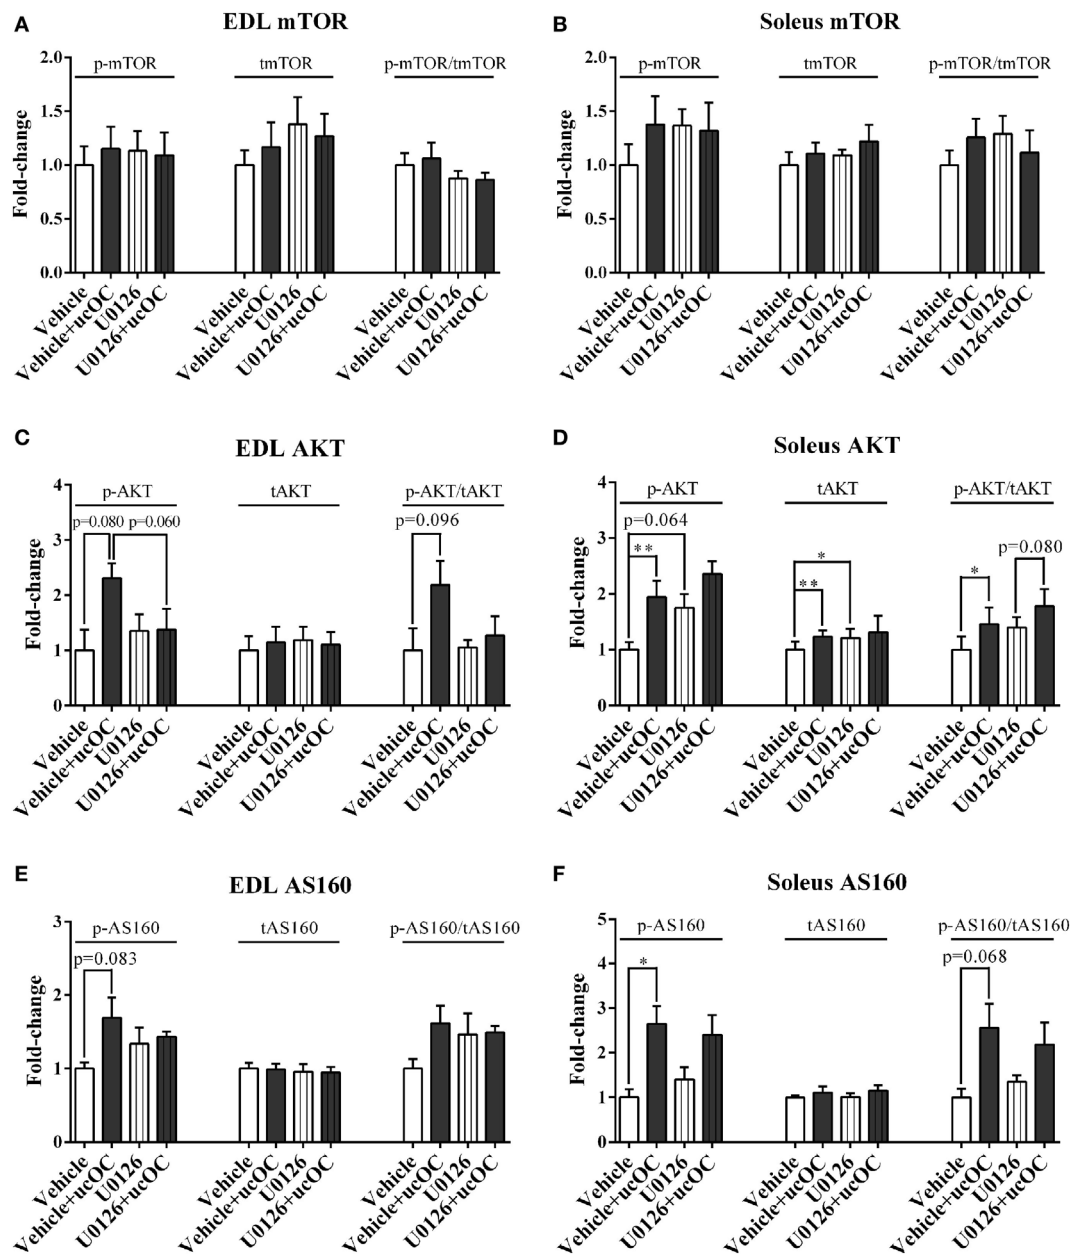 A
EDL mTOR
p-mTOR
tmTOR
p-mTOR/tmTOR
Fold-change
2.0
1.5
1.0
0.5
0.0
Vehicle
Vehicle+ucOC
U0126
U0126+ucOC
Vehicle
Vehicle+ucOC
U0126
U0126+ucOC
Vehicle
Vehicle+ucOC
U0126
U0126+ucOC
B
Soleus mTOR
p-mTOR
tmTOR
p-mTOR/tmTOR
Fold-change
2.0
1.5
1.0
0.5
0.0
Vehicle
Vehicle+ucOC
U0126
U0126+ucOC
Vehicle
Vehicle+ucOC
U0126
U0126+ucOC
Vehicle
Vehicle+ucOC
U0126
U0126+ucOC
C
EDL AKT
p-AKT
tAKT
p-AKT/tAKT
p=0.080
p=0.060
p=0.096
Fold-change
4
3
2
1
0
Vehicle
Vehicle+ucOC
U0126
U0126+ucOC
Vehicle
Vehicle+ucOC
U0126
U0126+ucOC
Vehicle
Vehicle+ucOC
U0126
U0126+ucOC
D
Soleus AKT
p-AKT
tAKT
p-AKT/tAKT
p=0.064
**
*
**
*
p=0.080
Fold-change
4
3
2
1
0
Vehicle
Vehicle+ucOC
U0126
U0126+ucOC
Vehicle
Vehicle+ucOC
U0126
U0126+ucOC
Vehicle
Vehicle+ucOC
U0126
U0126+ucOC
E
EDL AS160
p-AS160
tAS160
p-AS160/tAS160
p=0.083
Fold-change
3
2
1
0
Vehicle
Vehicle+ucOC
U0126
U0126+ucOC
Vehicle
Vehicle+ucOC
U0126
U0126+ucOC
Vehicle
Vehicle+ucOC
U0126
U0126+ucOC
F
Soleus AS160
p-AS160
tAS160
p-AS160/tAS160
*
p=0.068
Fold-change
5
4
3
2
1
0
Vehicle
Vehicle+ucOC
U0126
U0126+ucOC
Vehicle
Vehicle+ucOC
U0126
U0126+ucOC
Vehicle
Vehicle+ucOC
U0126
U0126+ucOC